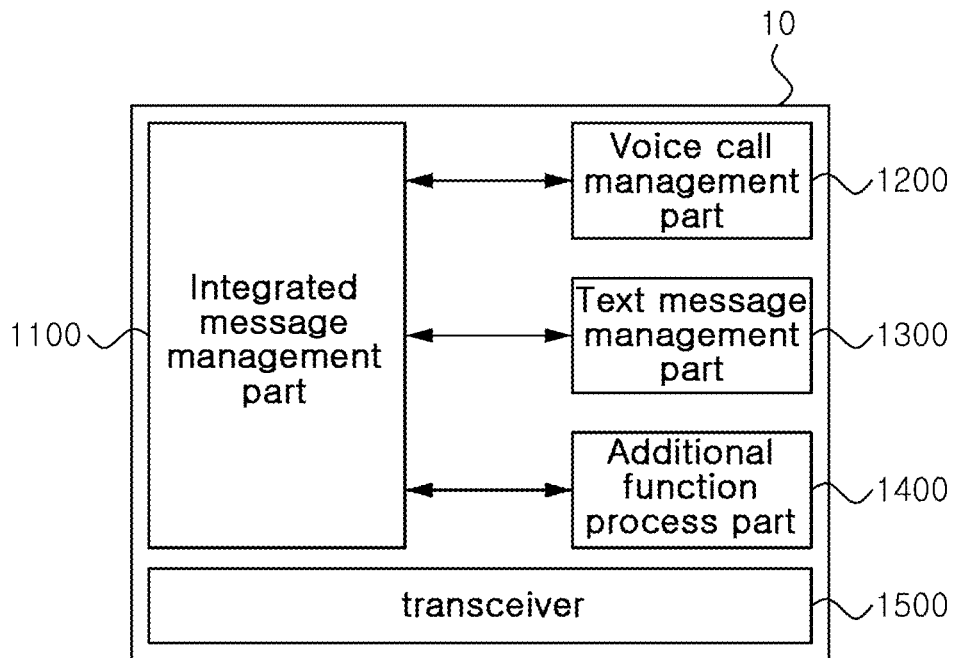 10
Voice call
management
part
1200
Integrated
message
management
part
1100
Text message
management
part
1300
Additional
function
process part
1400
transceiver
1500